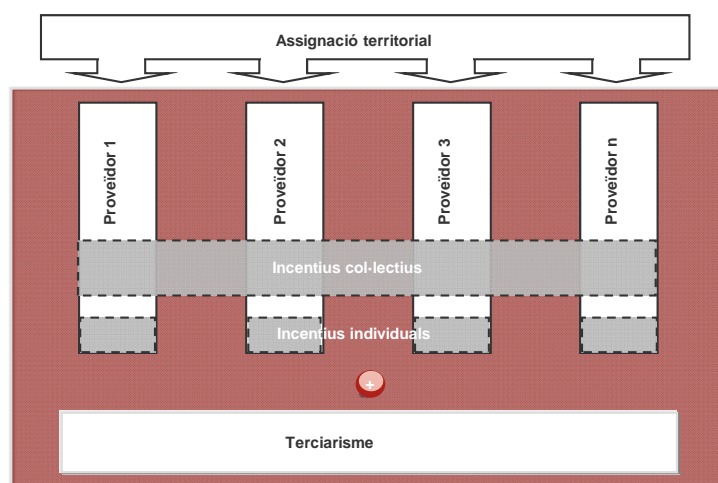 Assignació territorial
Proveïdor 1
Proveïdor 2
Proveïdor 3
Proveïdor n
Incentius col·lectius
Incentius individuals
+
Terciarisme